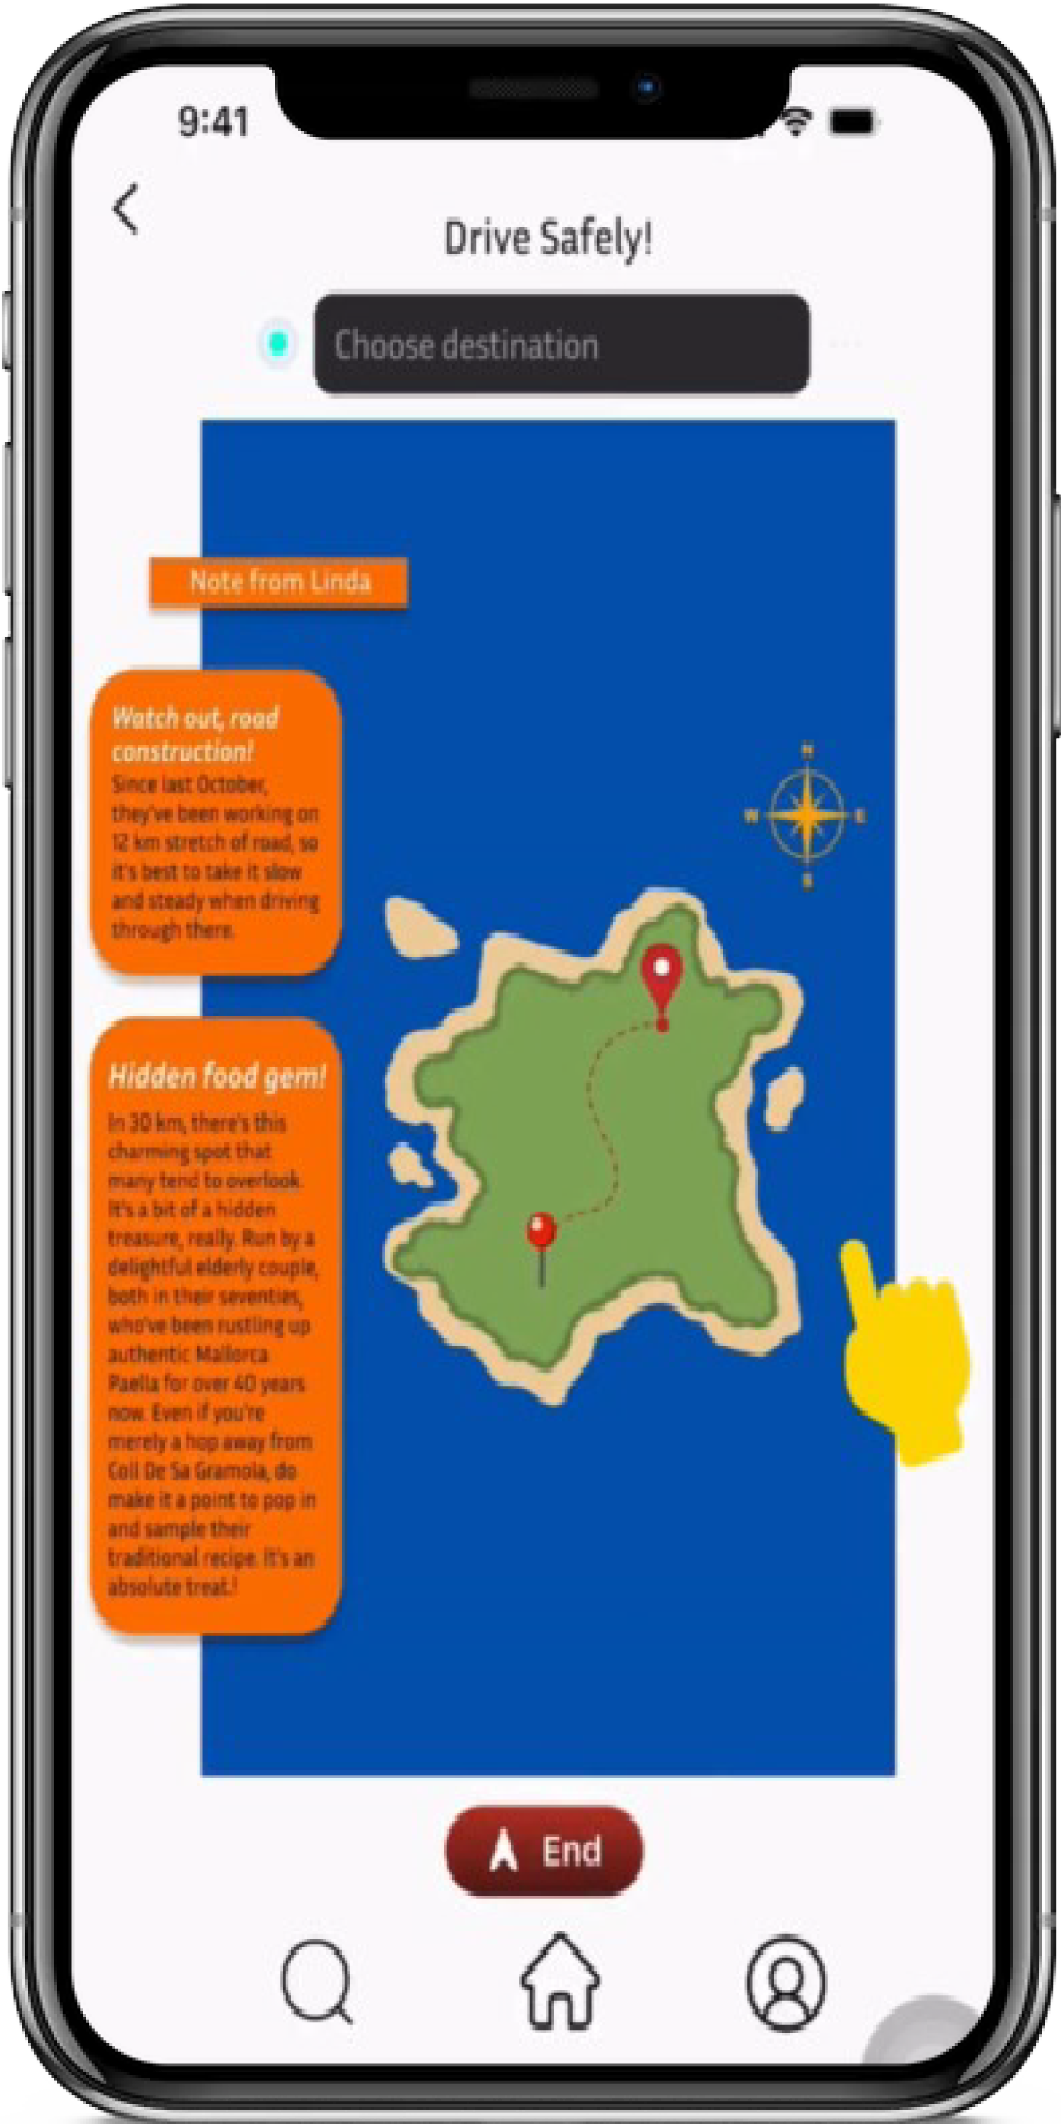 9:41
Drive Safely!
Choose destination
Note from Linda
Watch out, road
construction!
Since last October,
they've been working on
12 km stretch of road, so
it's best to take it slow
and steady when driving
through there.
N
W E
S
Hidden food gem!
In 30 km, there's this
charming spot that
many tend to overlook.
It's a bit of a hidden
treasure, really. Run by a
delightful elderly couple,
both in their seventies,
who've been rustling up
authentic Mallorca
Paella for over 40 years
now. Even if you're
merely a hop away from
Coll De Sa Gramola, do
make it a point to pop in
and sample their
traditional recipe. It's an
absolute treat.!
End